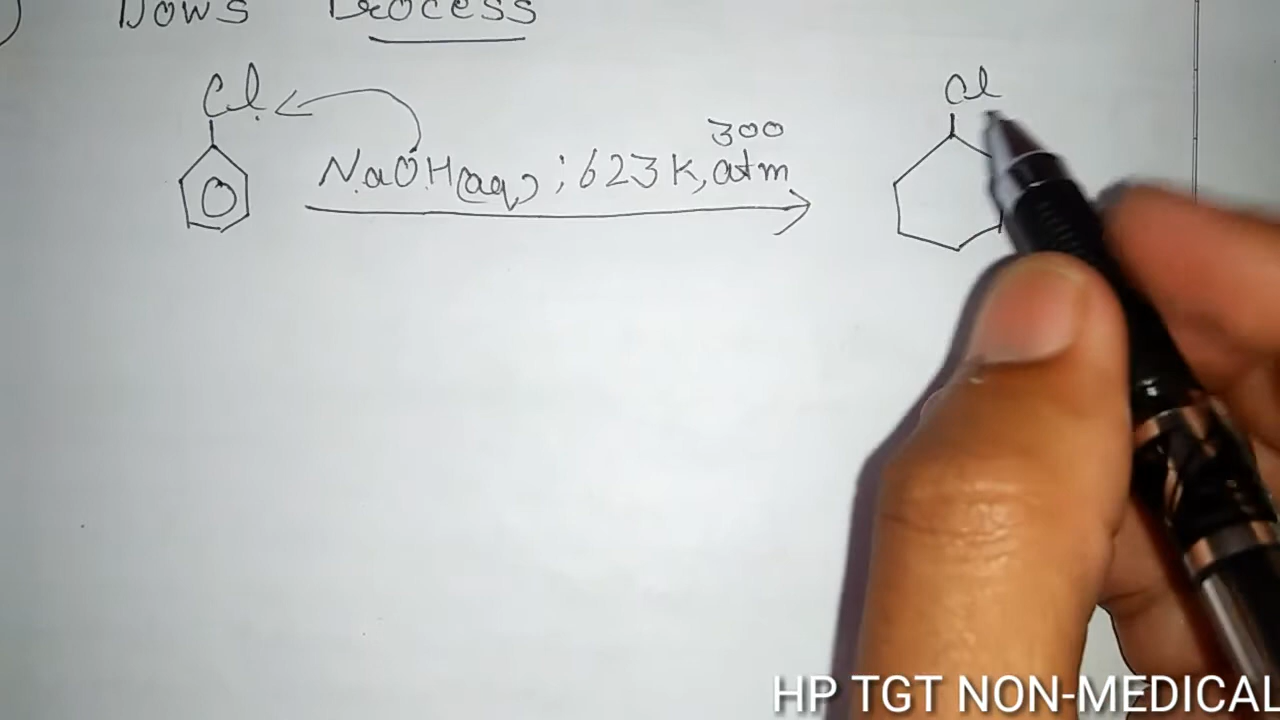 ) Dows Process
Cl
NaOH(aq) ; 623 K, 300 atm
Cl
HP TGT NON-MEDICAL